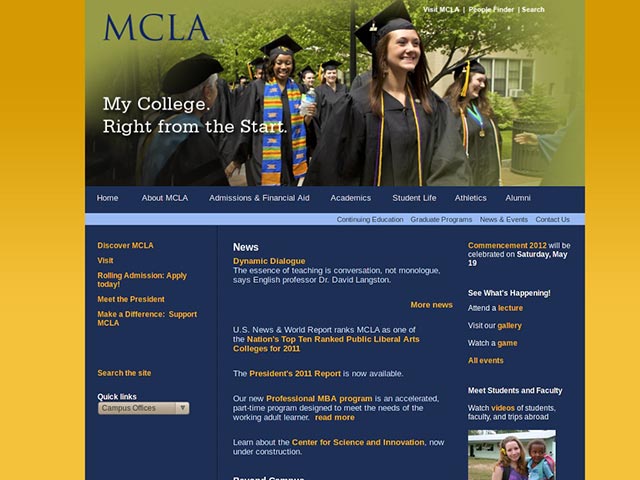 MCLA
Visit MCLA | People Finder | Search
My College.
Right from the Start.
Home About MCLA Admissions & Financial Aid Academics Student Life Athletics Alumni
Continuing Education Graduate Programs News & Events Contact Us
Discover MCLA
Visit
Rolling Admission: Apply
today!
Meet the President
Make a Difference: Support
MCLA
Search the site
Quick links
Campus Offices
News
Dynamic Dialogue
The essence of teaching is conversation, not monologue,
says English professor Dr. David Langston.
More news
U.S. News & World Report ranks MCLA as one of
the Nation's Top Ten Ranked Public Liberal Arts
Colleges for 2011
The President's 2011 Report is now available.
Our new Professional MBA program is an accelerated,
part-time program designed to meet the needs of the
working adult learner. read more
Learn about the Center for Science and Innovation, now
under construction.
Beyond Campus
Commencement 2012 will be
celebrated on Saturday, May
19
See What's Happening!
Attend a lecture
Visit our gallery
Watch a game
All events
Meet Students and Faculty
Watch videos of students,
faculty, and trips abroad